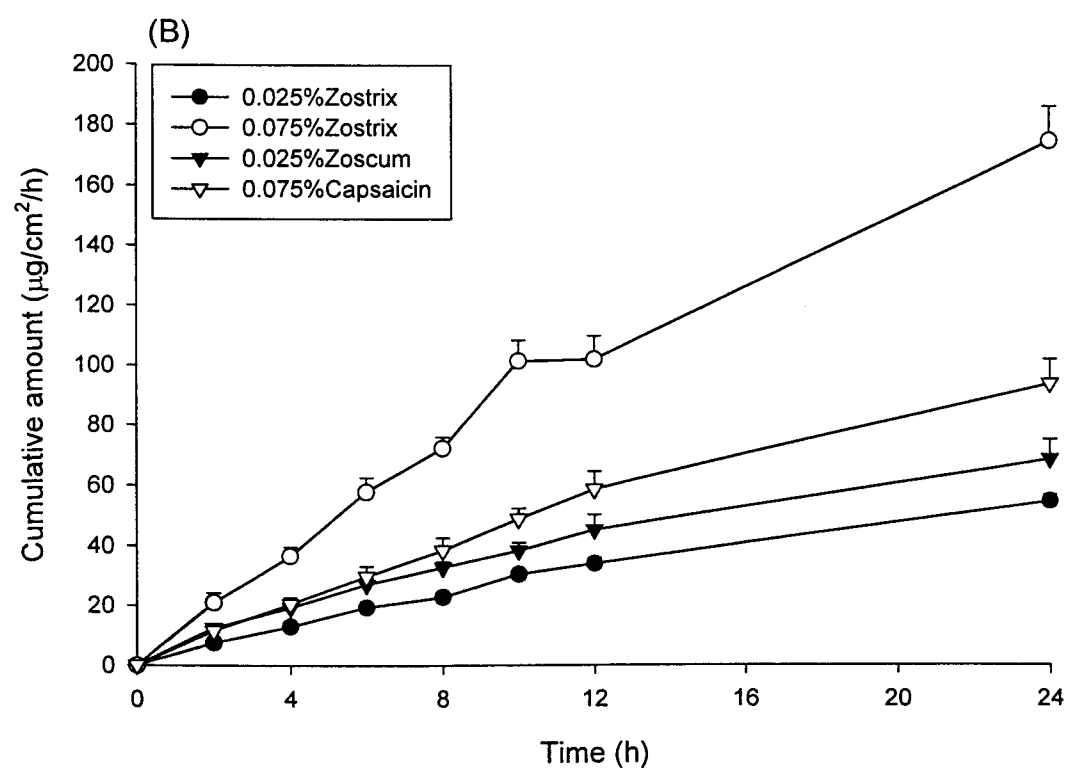 (B)
200
180
160
140
120
100
80
60
40
20
0
Cumulative amount (μg/cm²/h)
0.025%Zostrix
0.075%Zostrix
0.025%Zoscum
0.075%Capsaicin
0 4 8 12 16 20 24
Time (h)